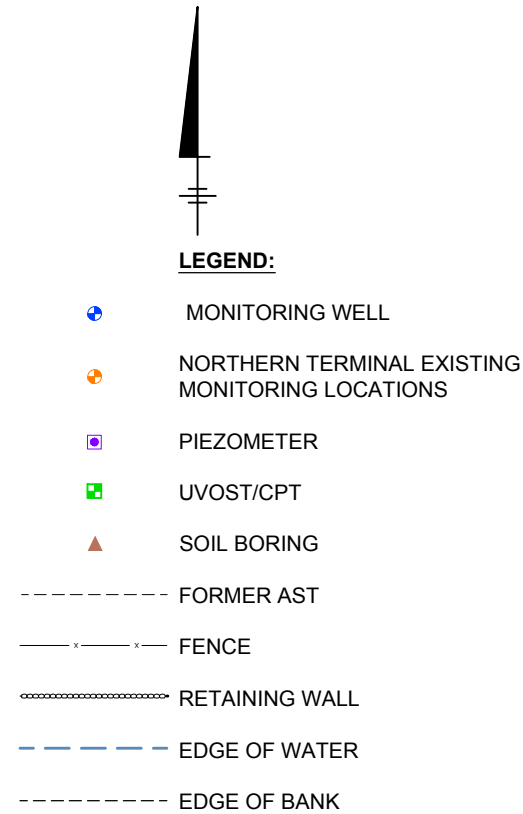 LEGEND:
MONITORING WELL
NORTHERN TERMINAL EXISTING
MONITORING LOCATIONS
PIEZOMETER
UVOST/CPT
SOIL BORING
FORMER AST
x x FENCE
RETAINING WALL
EDGE OF WATER
EDGE OF BANK